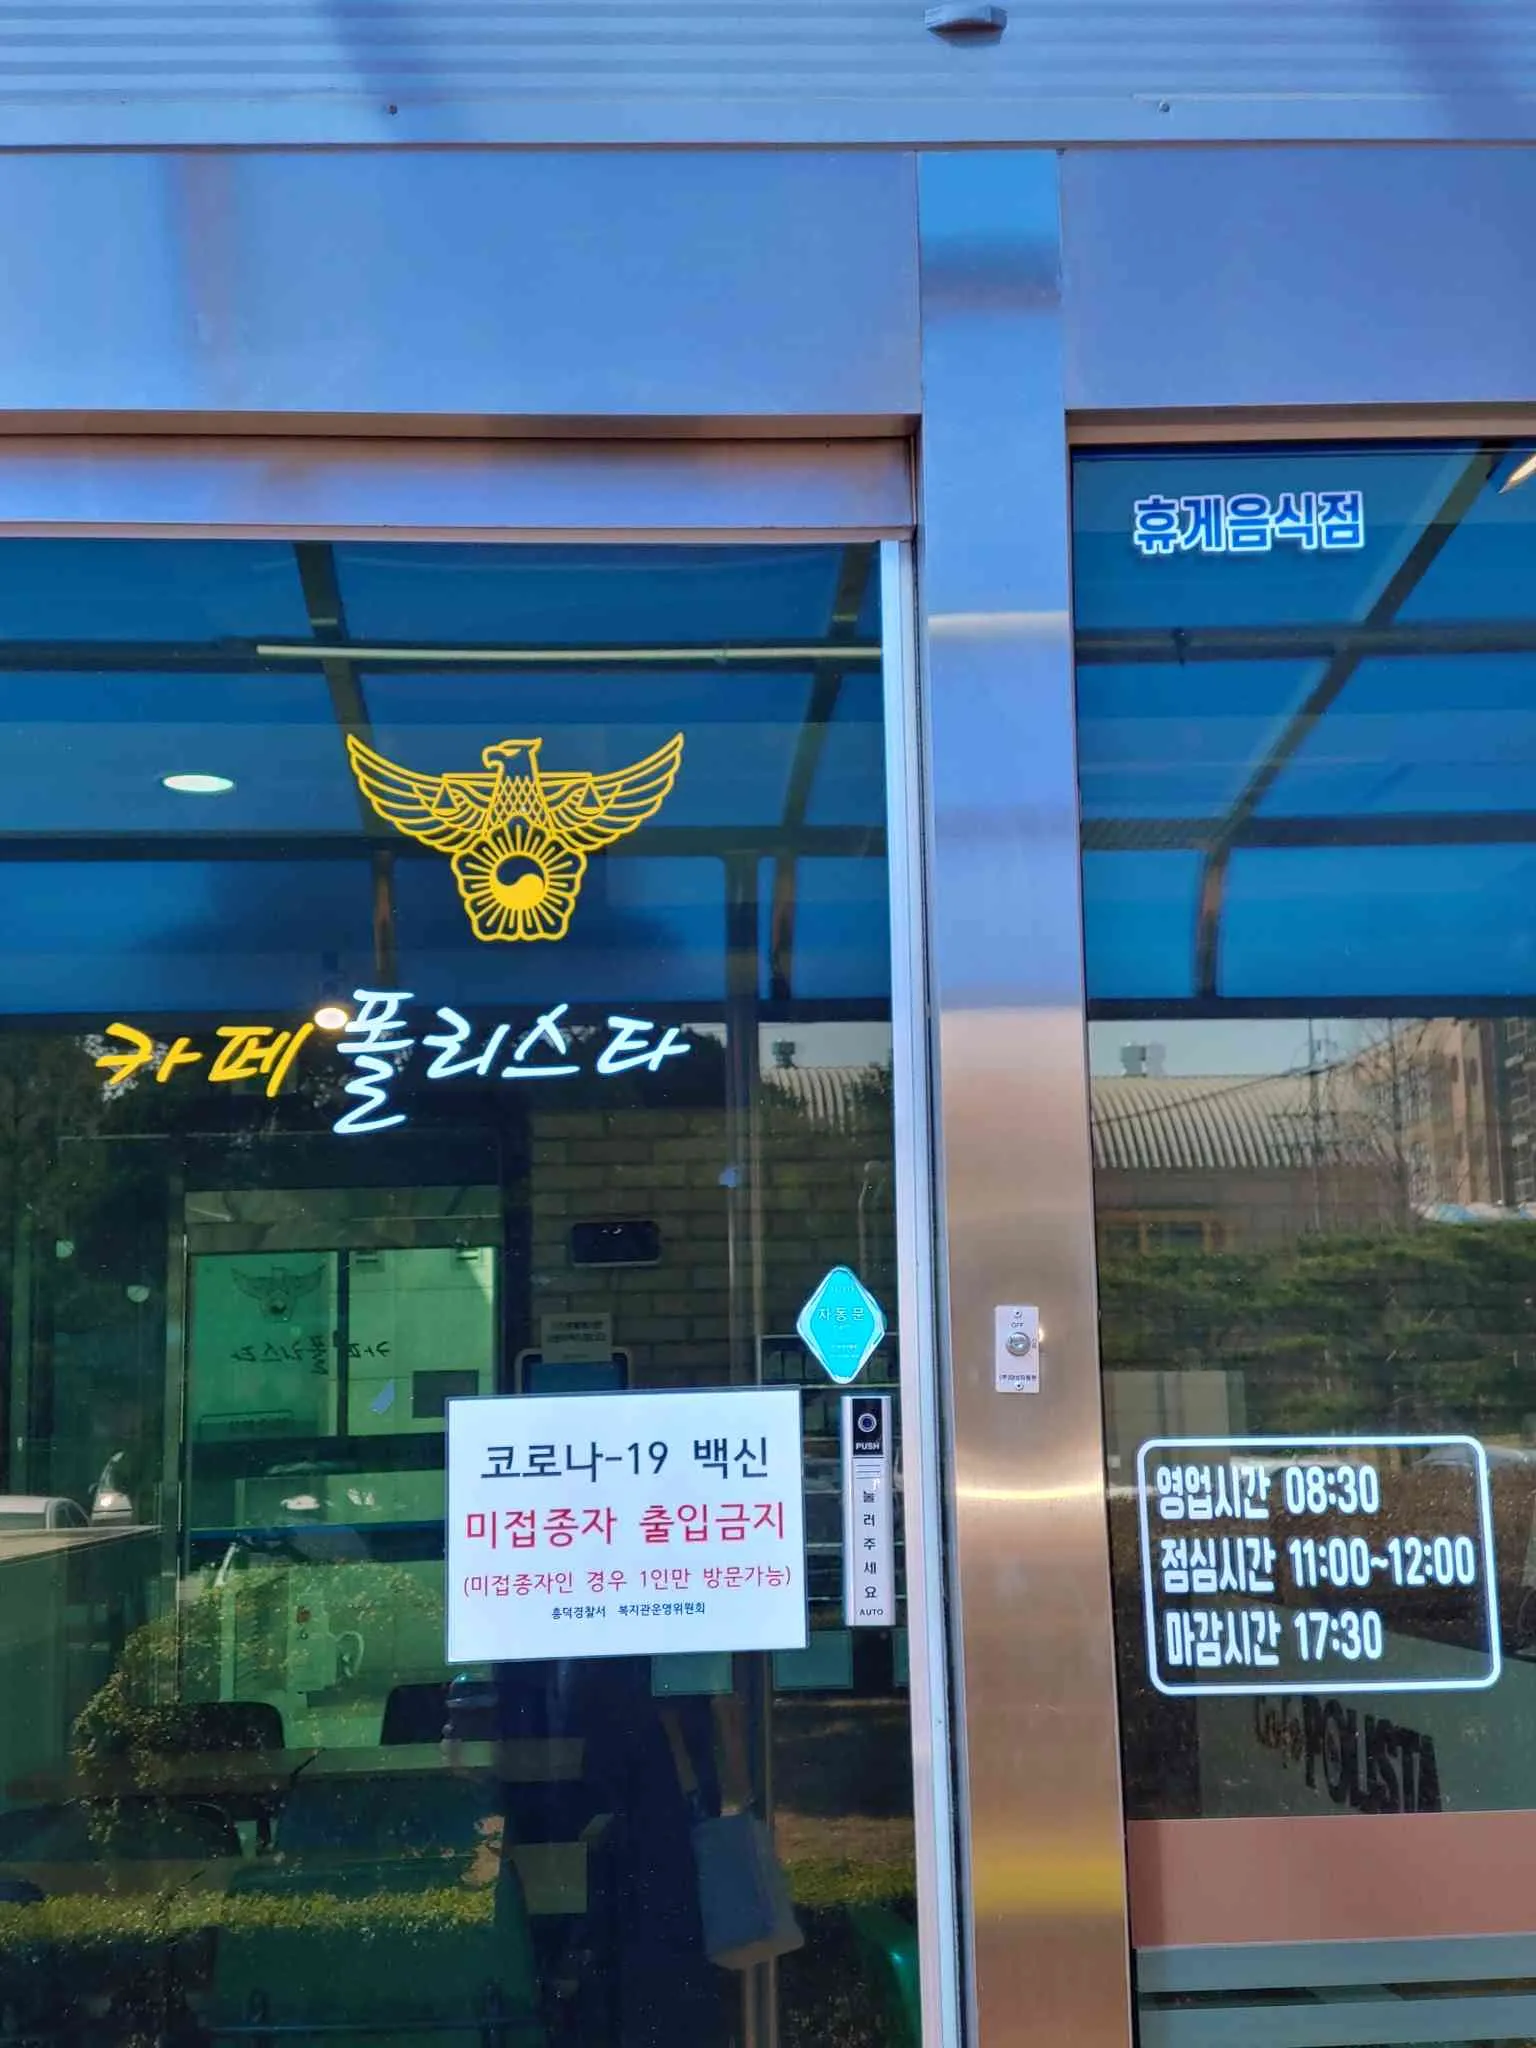 휴게음식점
카페폴리스타
자동문
OFF
코로나-19 백신
미접종자 출입금지
(미접종자인 경우 1인만 방문가능)
흥덕경찰서 복지관운영위원회
PUSH
눌러주세요
AUTO
영업시간 08:30
점심시간 11:00~12:00
마감시간 17:30
Cafe POLISTA